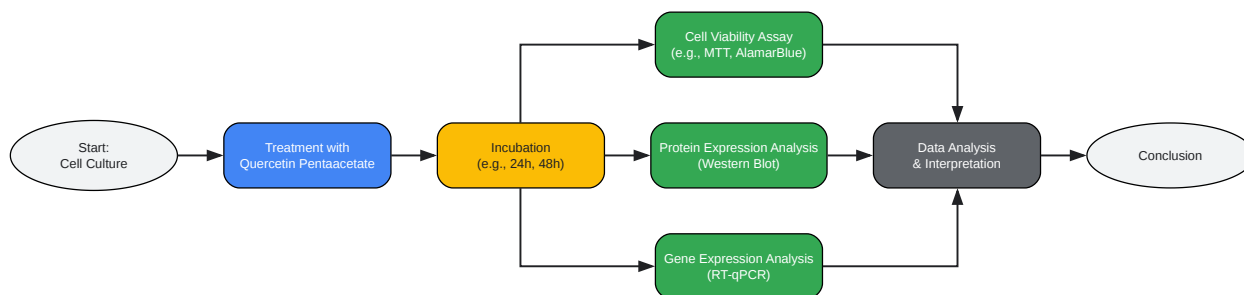 Start:
Cell Culture
Treatment with
Quercetin Pentaacetate
Incubation
(e.g., 24h, 48h)
Cell Viability Assay
(e.g., MTT, AlamarBlue)
Protein Expression Analysis
(Western Blot)
Gene Expression Analysis
(RT-qPCR)
Data Analysis
& Interpretation
Conclusion